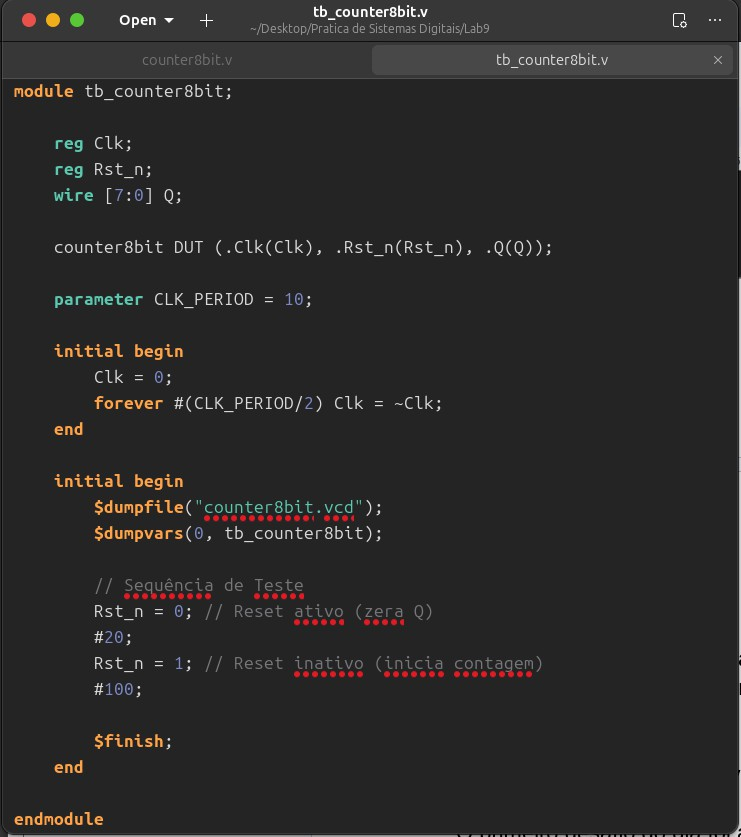 Open
tb_counter8bit.v
~/Desktop/Pratica de Sistemas Digitais/Lab9
counter8bit.v
tb_counter8bit.v
module tb_counter8bit;
reg Clk;
reg Rst_n;
wire [7:0] Q;
counter8bit DUT (.Clk(Clk), .Rst_n(Rst_n), .Q(Q));
parameter CLK_PERIOD = 10;
initial begin
Clk = 0;
forever #(CLK_PERIOD/2) Clk = ~Clk;
end
initial begin
$dumpfile("counter8bit.vcd");
$dumpvars(0, tb_counter8bit);
// Sequência de Teste
Rst_n = 0; // Reset ativo (zera Q)
#20;
Rst_n = 1; // Reset inativo (inicia contagem)
#100;
$finish;
end
endmodule